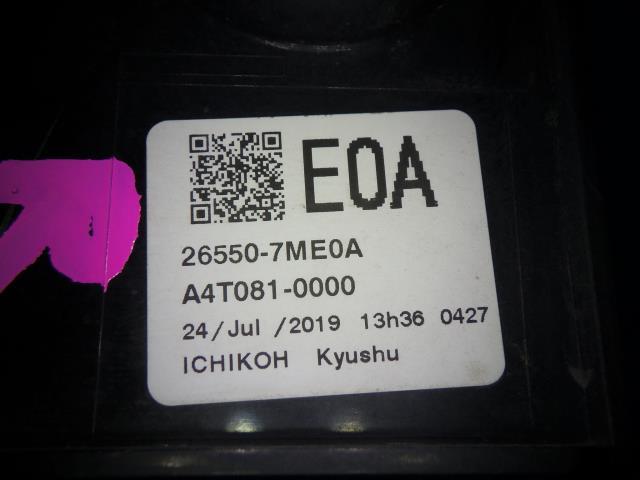 E0A
26550-7ME0A
A4T081-0000
24/Jul /2019 13h36 0427
ICHIKOH Kyushu